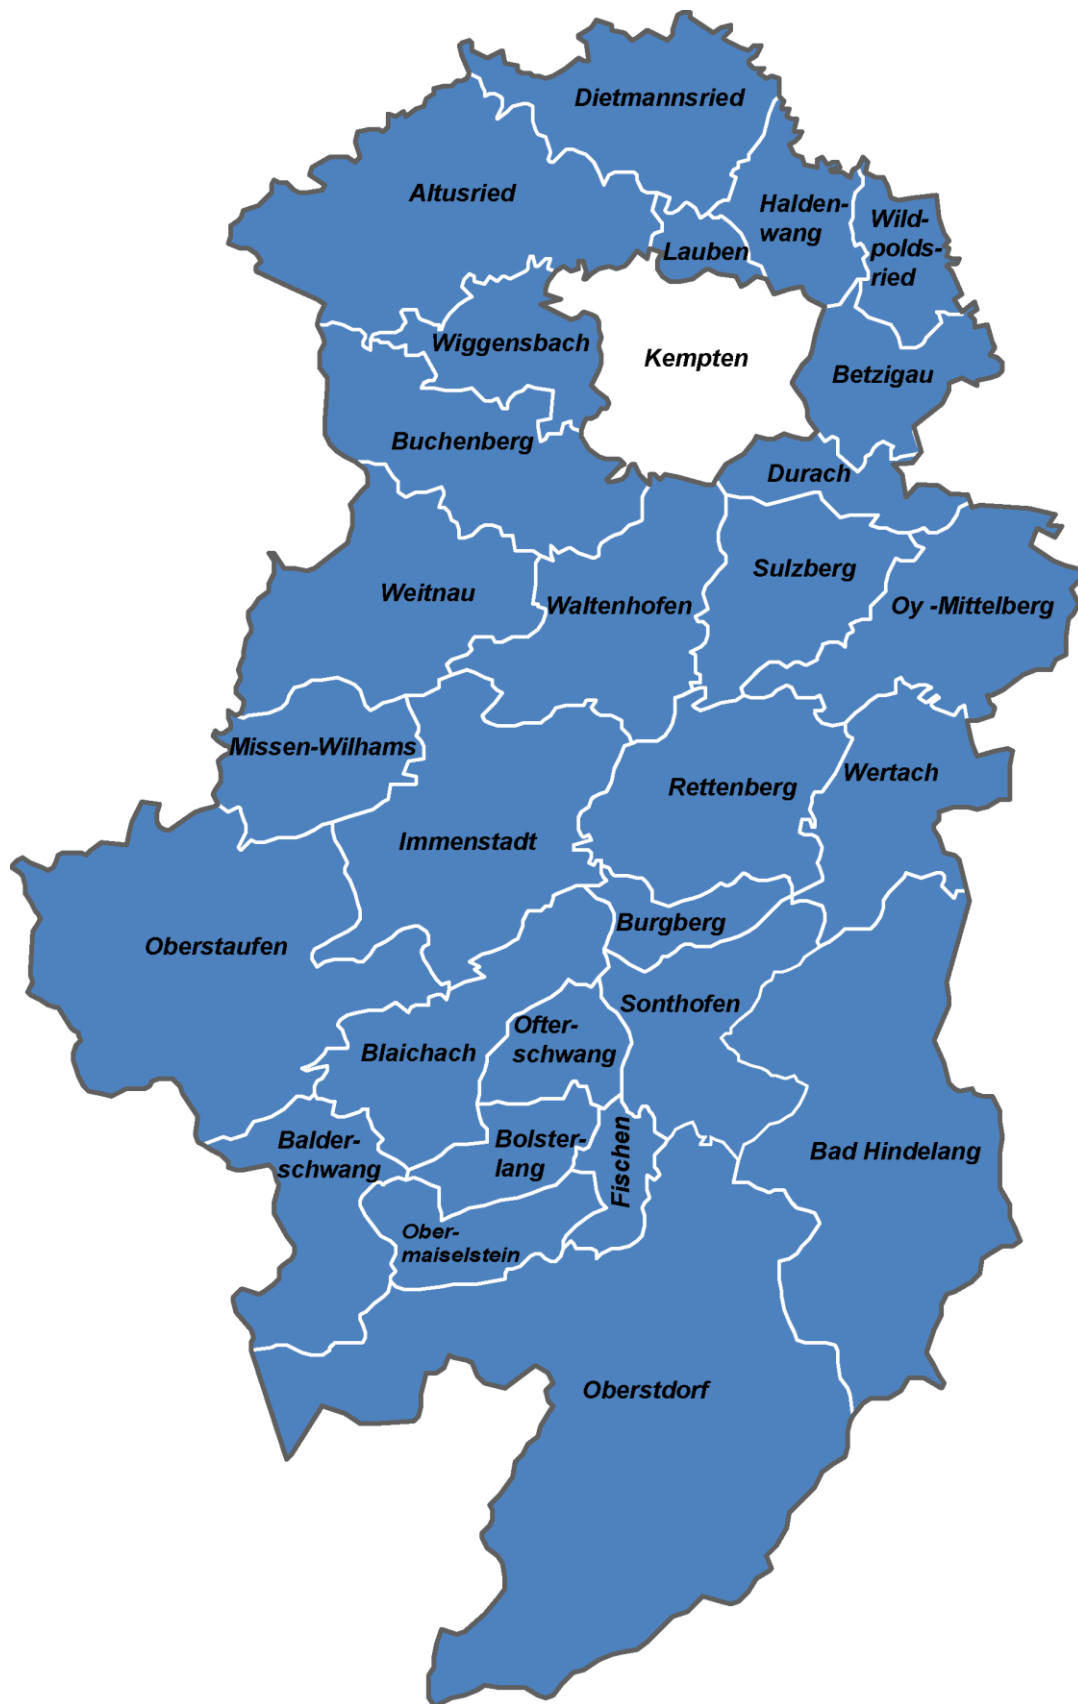 Dietmannsried
Altusried
Halden-
wang
Wild-
polds-
ried
Lauben
Wiggensbach
Kempten
Betzigau
Buchenberg
Durach
Sulzberg
Weitnau
Waltenhofen
Oy -Mittelberg
Missen-Wilhams
Wertach
Rettenberg
Immenstadt
Burgberg
Oberstaufen
Sonthofen
Ofter-
schwang
Blaichach
Balder-
schwang
Bolster-
lang
Fischen
Bad Hindelang
Ober-
maiselstein
Oberstdorf